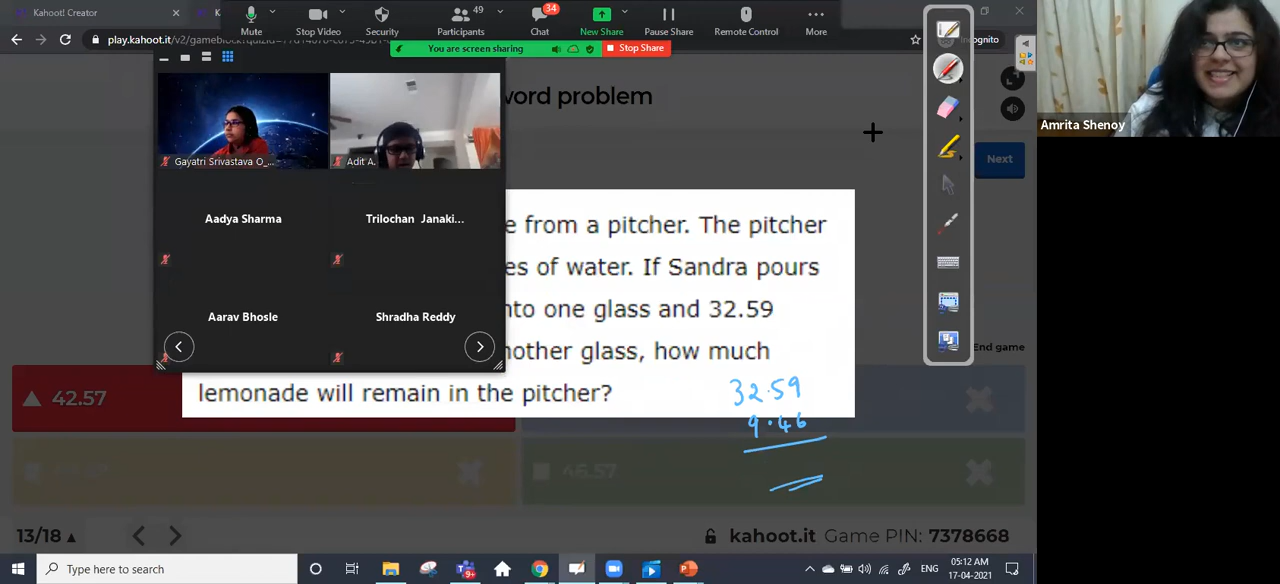 Kahoot! Creator
K
Mute
Stop Video
Security
49
Participants
34
Chat
New Share
Pause Share
Remote Control
More
You are screen sharing
Stop Share
play.kahoot.it/v2/gameblock
Incognito
word problem
Next
Gayatri Srivastava O_...
Adit A.
Aadya Sharma
Trilochan Janaki...
Aarav Bhosle
Shradha Reddy
Amrita Shenoy
e from a pitcher. The pitcher
es of water. If Sandra pours
nto one glass and 32.59
nother glass, how much
lemonade will remain in the pitcher?
32.59
9.46
42.57
46.57
End game
13/18
kahoot.it Game PIN: 7378668
Type here to search
ENG
05:12 AM
17-04-2021